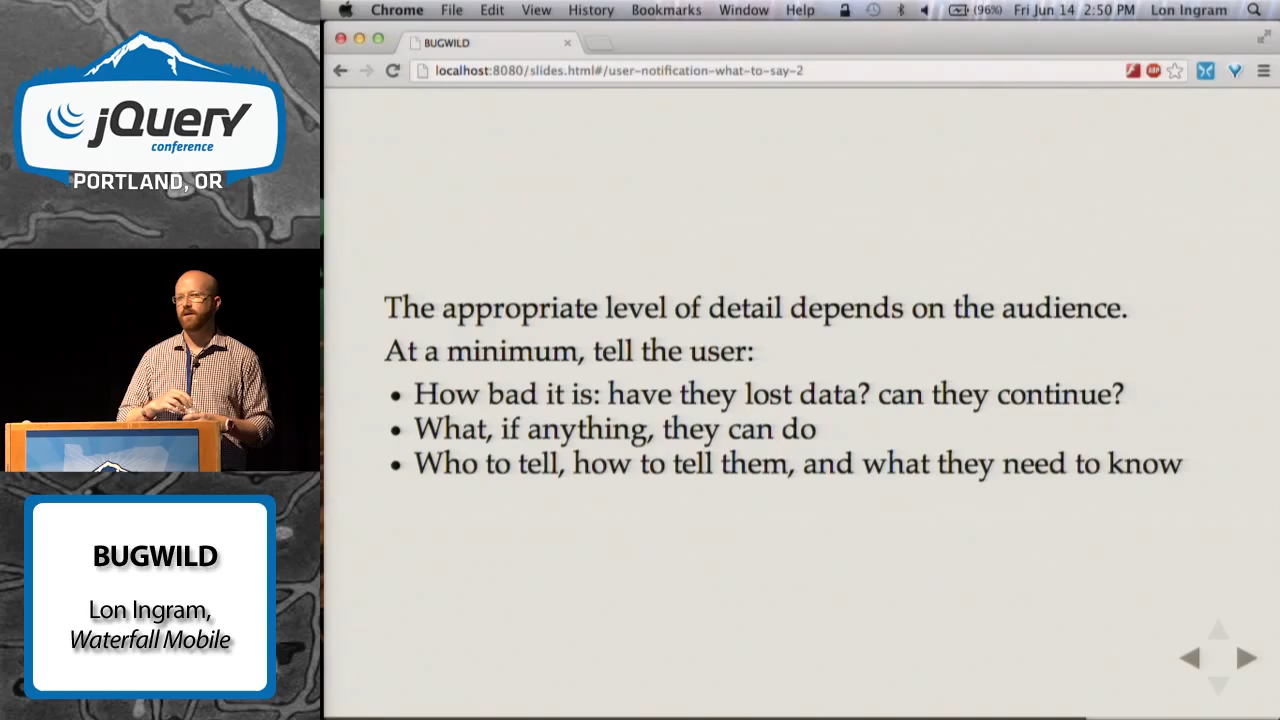 jQuery
conference
PORTLAND, OR
BUGWILD
Lon Ingram,
Waterfall Mobile
Chrome File Edit View History Bookmarks Window Help (96%) Fri Jun 14 2:50 PM Lon Ingram
BUGWILD
localhost:8080/slides.html#/user-notification-what-to-say-2
ABP
The appropriate level of detail depends on the audience.
At a minimum, tell the user:
• How bad it is: have they lost data? can they continue?
• What, if anything, they can do
• Who to tell, how to tell them, and what they need to know